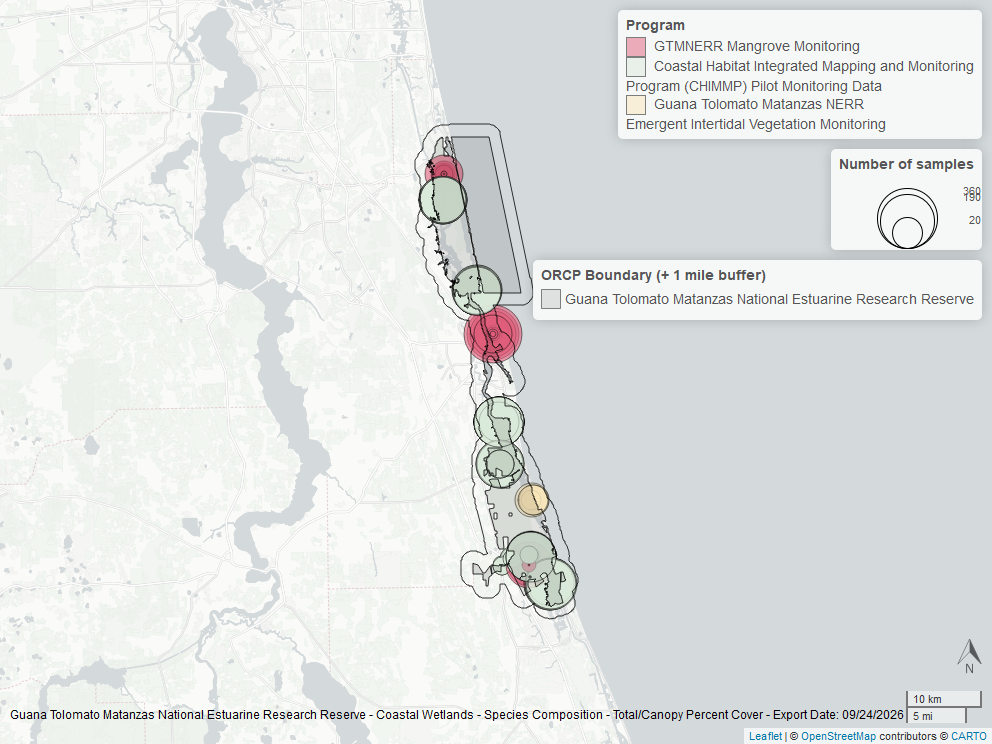 Program
GTMNERR Mangrove Monitoring
Coastal Habitat Integrated Mapping and Monitoring
Program (CHIMMP) Pilot Monitoring Data
Guana Tolomato Matanzas NERR
Emergent Intertidal Vegetation Monitoring
Number of samples
360
190
20
ORCP Boundary (+ 1 mile buffer)
Guana Tolomato Matanzas National Estuarine Research Reserve
N
10 km
5 mi
Guana Tolomato Matanzas National Estuarine Research Reserve - Coastal Wetlands - Species Composition - Total/Canopy Percent Cover - Export Date: 09/24/2026
Leaflet | © OpenStreetMap contributors © CARTO